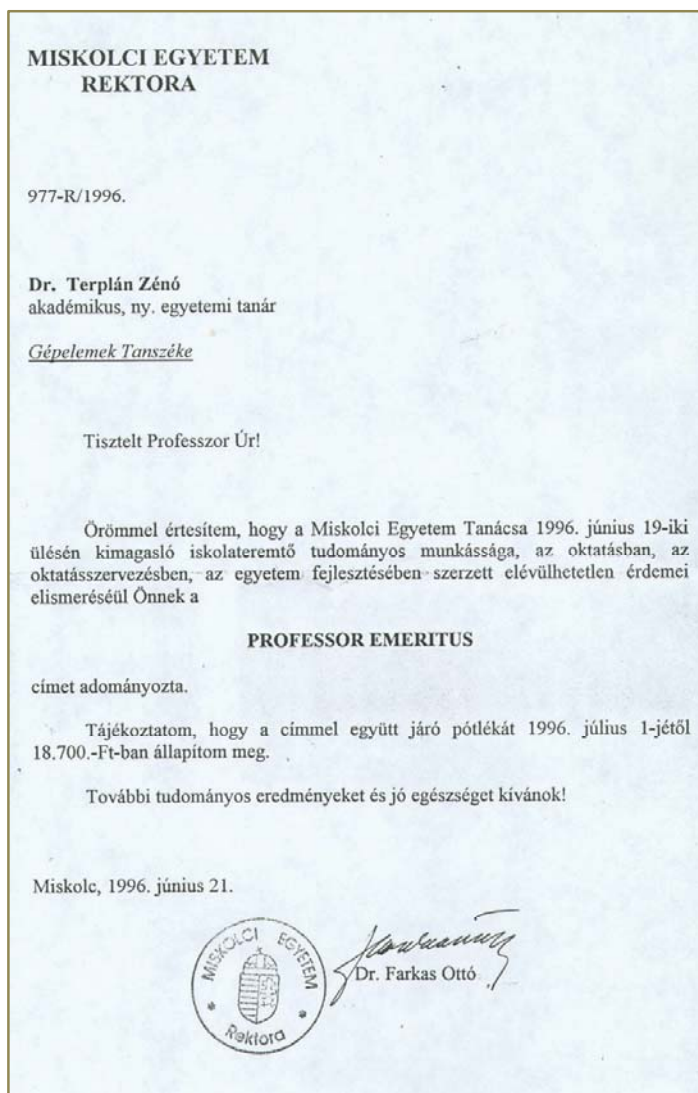 MISKOLCI EGYETEM
REKTORA
977-R/1996.
Dr. Terplán Zénó
akadémikus, ny. egyetemi tanár
Gépelemek Tanszéke
Tisztelt Professzor Úr!
Örömmel értesítem, hogy a Miskolci Egyetem Tanácsa 1996. június 19-iki
ülésén kimagasló iskolateremtő tudományos munkássága, az oktatásban, az
oktatásszervezésben, az egyetem fejlesztésében szerzett elévülhetetlen érdemei
elismeréséül Önnek a
PROFESSOR EMERITUS
címet adományozta.
Tájékoztatom, hogy a címmel együtt járó pótlékát 1996. július 1-jétől
18.700.-Ft-ban állapítom meg.
További tudományos eredményeket és jó egészséget kívánok!
Miskolc, 1996. június 21.
MISKOLCI EGYETEM
Rektora
Dr. Farkas Ottó